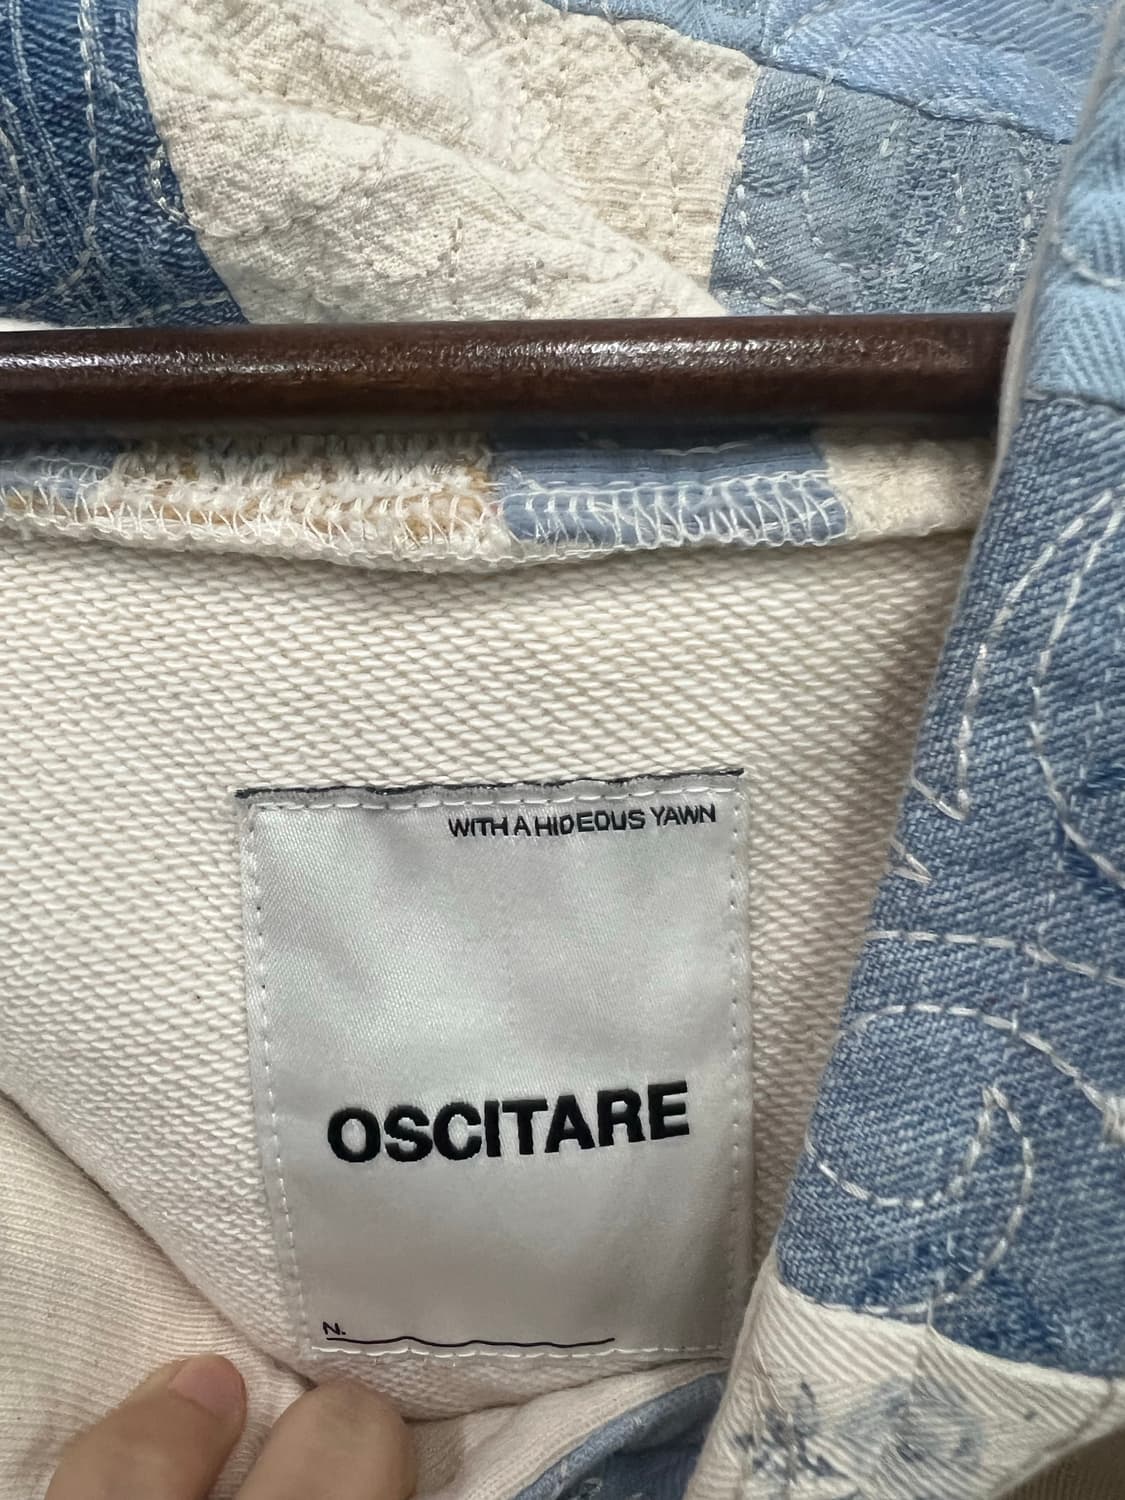 WITH A HIDEOUS YAWN
OSCITARE
N.